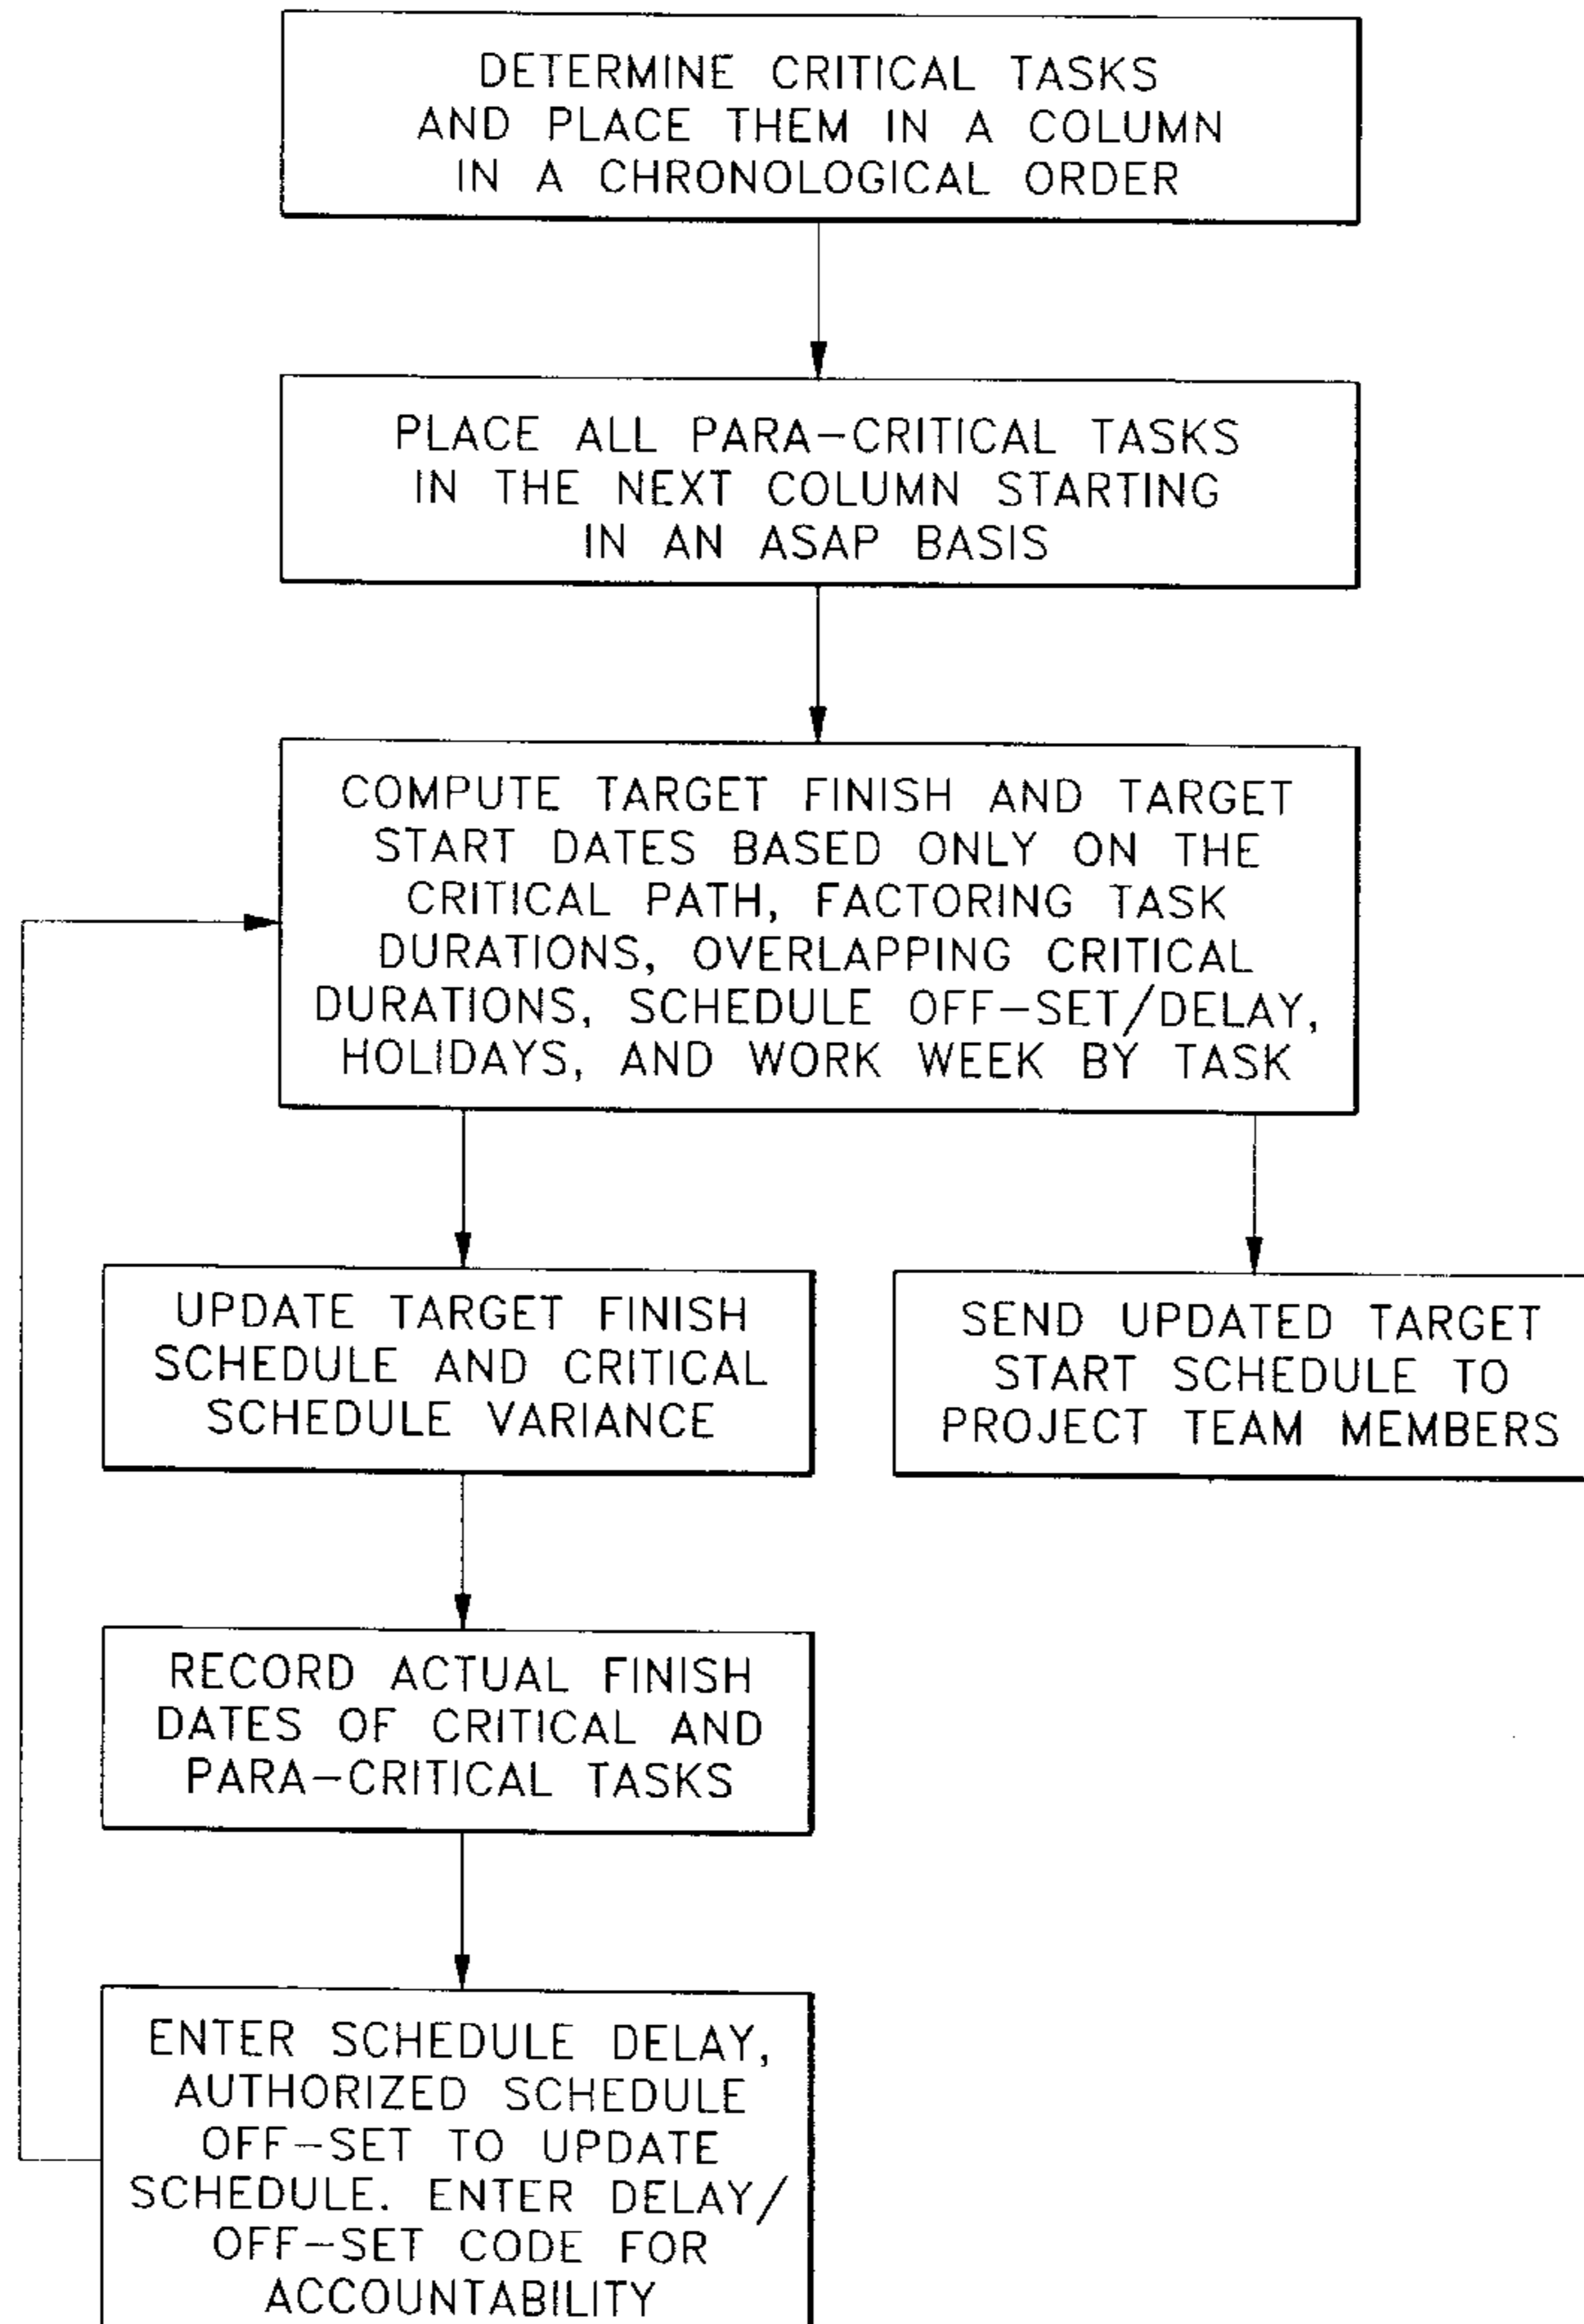 DETERMINE CRITICAL TASKS
AND PLACE THEM IN A COLUMN
IN A CHRONOLOGICAL ORDER
PLACE ALL PARA-CRITICAL TASKS
IN THE NEXT COLUMN STARTING
IN AN ASAP BASIS
COMPUTE TARGET FINISH AND TARGET
START DATES BASED ONLY ON THE
CRITICAL PATH, FACTORING TASK
DURATIONS, OVERLAPPING CRITICAL
DURATIONS, SCHEDULE OFF-SET/DELAY,
HOLIDAYS, AND WORK WEEK BY TASK
UPDATE TARGET FINISH
SCHEDULE AND CRITICAL
SCHEDULE VARIANCE
SEND UPDATED TARGET
START SCHEDULE TO
PROJECT TEAM MEMBERS
RECORD ACTUAL FINISH
DATES OF CRITICAL AND
PARA-CRITICAL TASKS
ENTER SCHEDULE DELAY,
AUTHORIZED SCHEDULE
OFF-SET TO UPDATE
SCHEDULE. ENTER DELAY/
OFF-SET CODE FOR
ACCOUNTABILITY